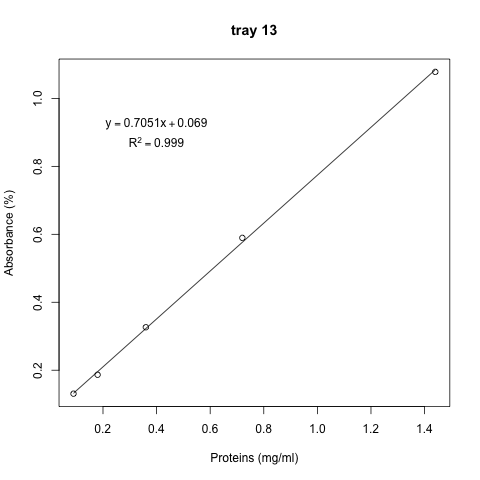 tray 13
y = 0.7051x + 0.069
R² = 0.999
Absorbance (%)
1.0
0.8
0.6
0.4
0.2
0.2 0.4 0.6 0.8 1.0 1.2 1.4
Proteins (mg/ml)